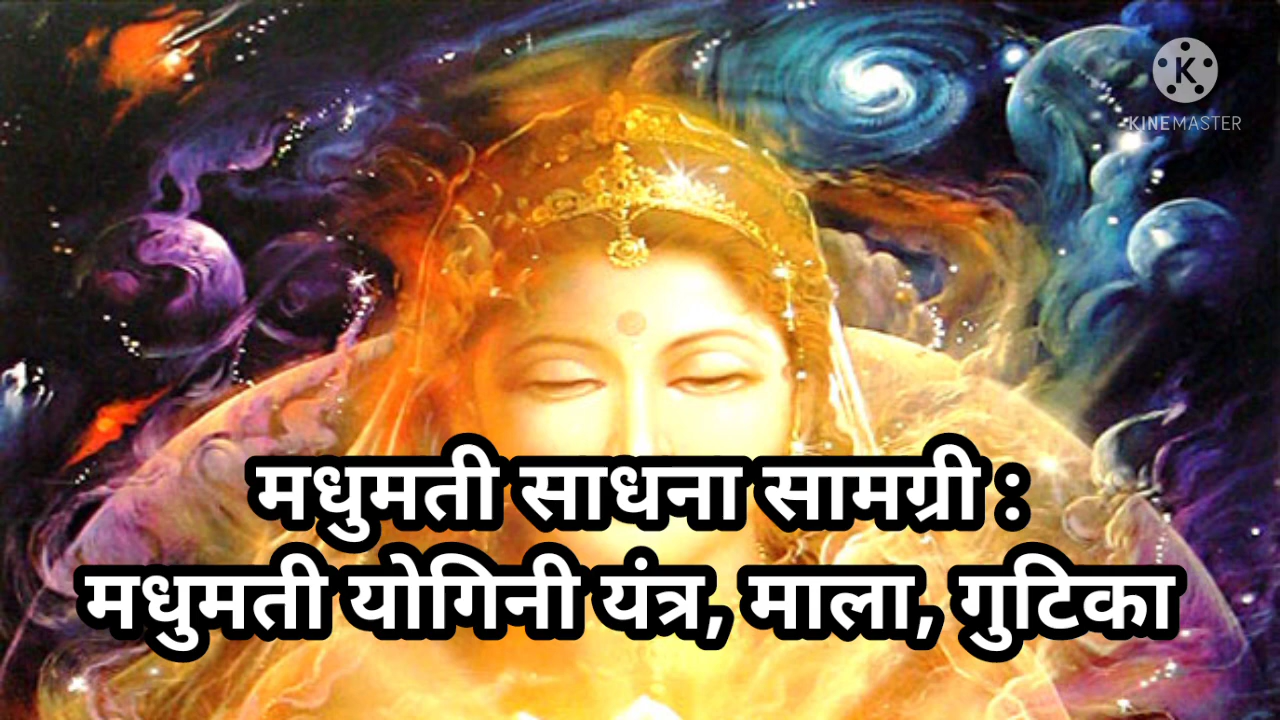 K
KINEMASTER
मधुमती साधना सामग्री :
मधुमती योगिनी यंत्र, माला, गुटिका